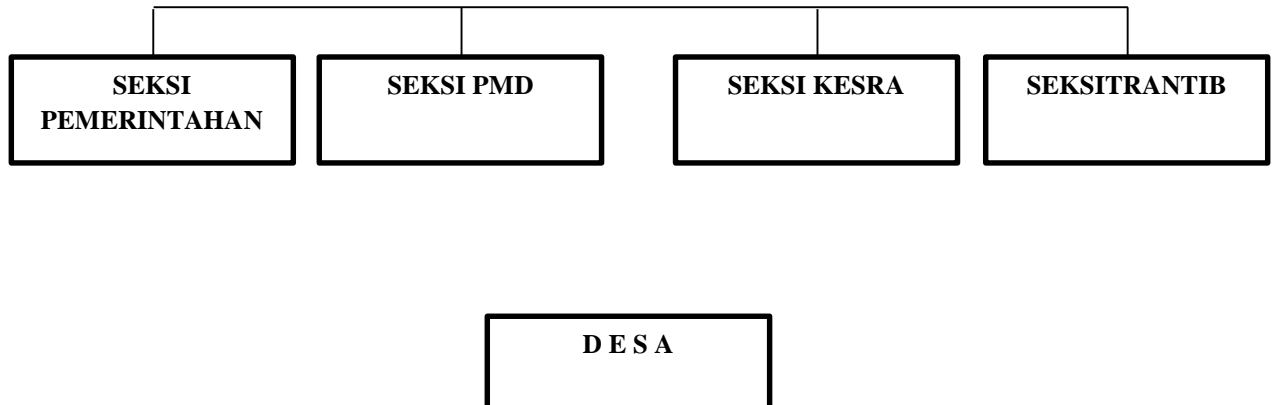 SEKSI
PEMERINTAHAN
SEKSI PMD
SEKSI KESRA
SEKSITRANTIB
D E S A